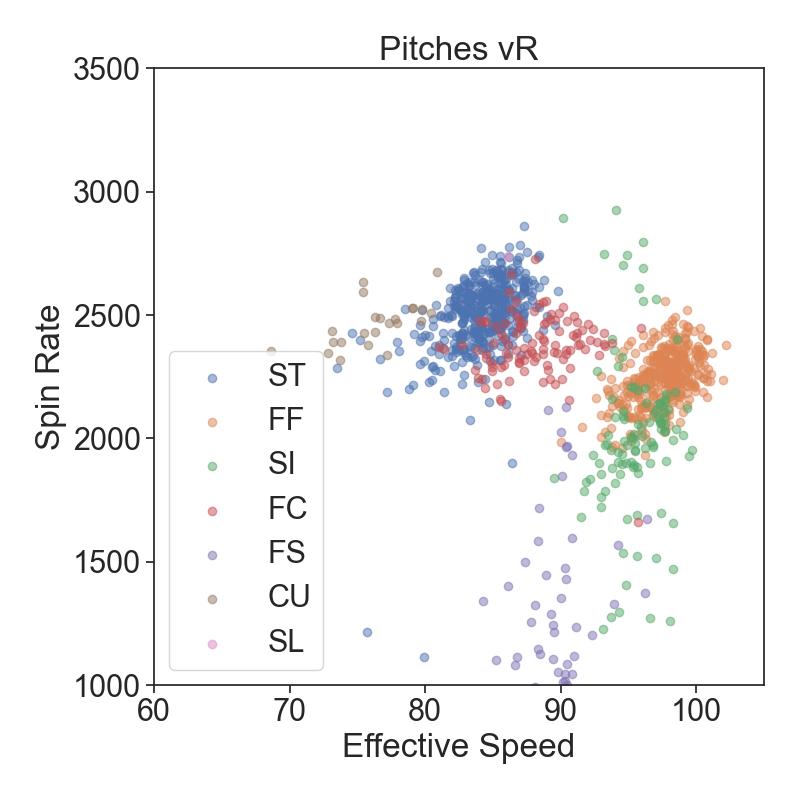 Pitches vR
3500
3000
2500
2000
1500
1000
Spin Rate
ST
FF
SI
FC
FS
CU
SL
60 70 80 90 100
Effective Speed